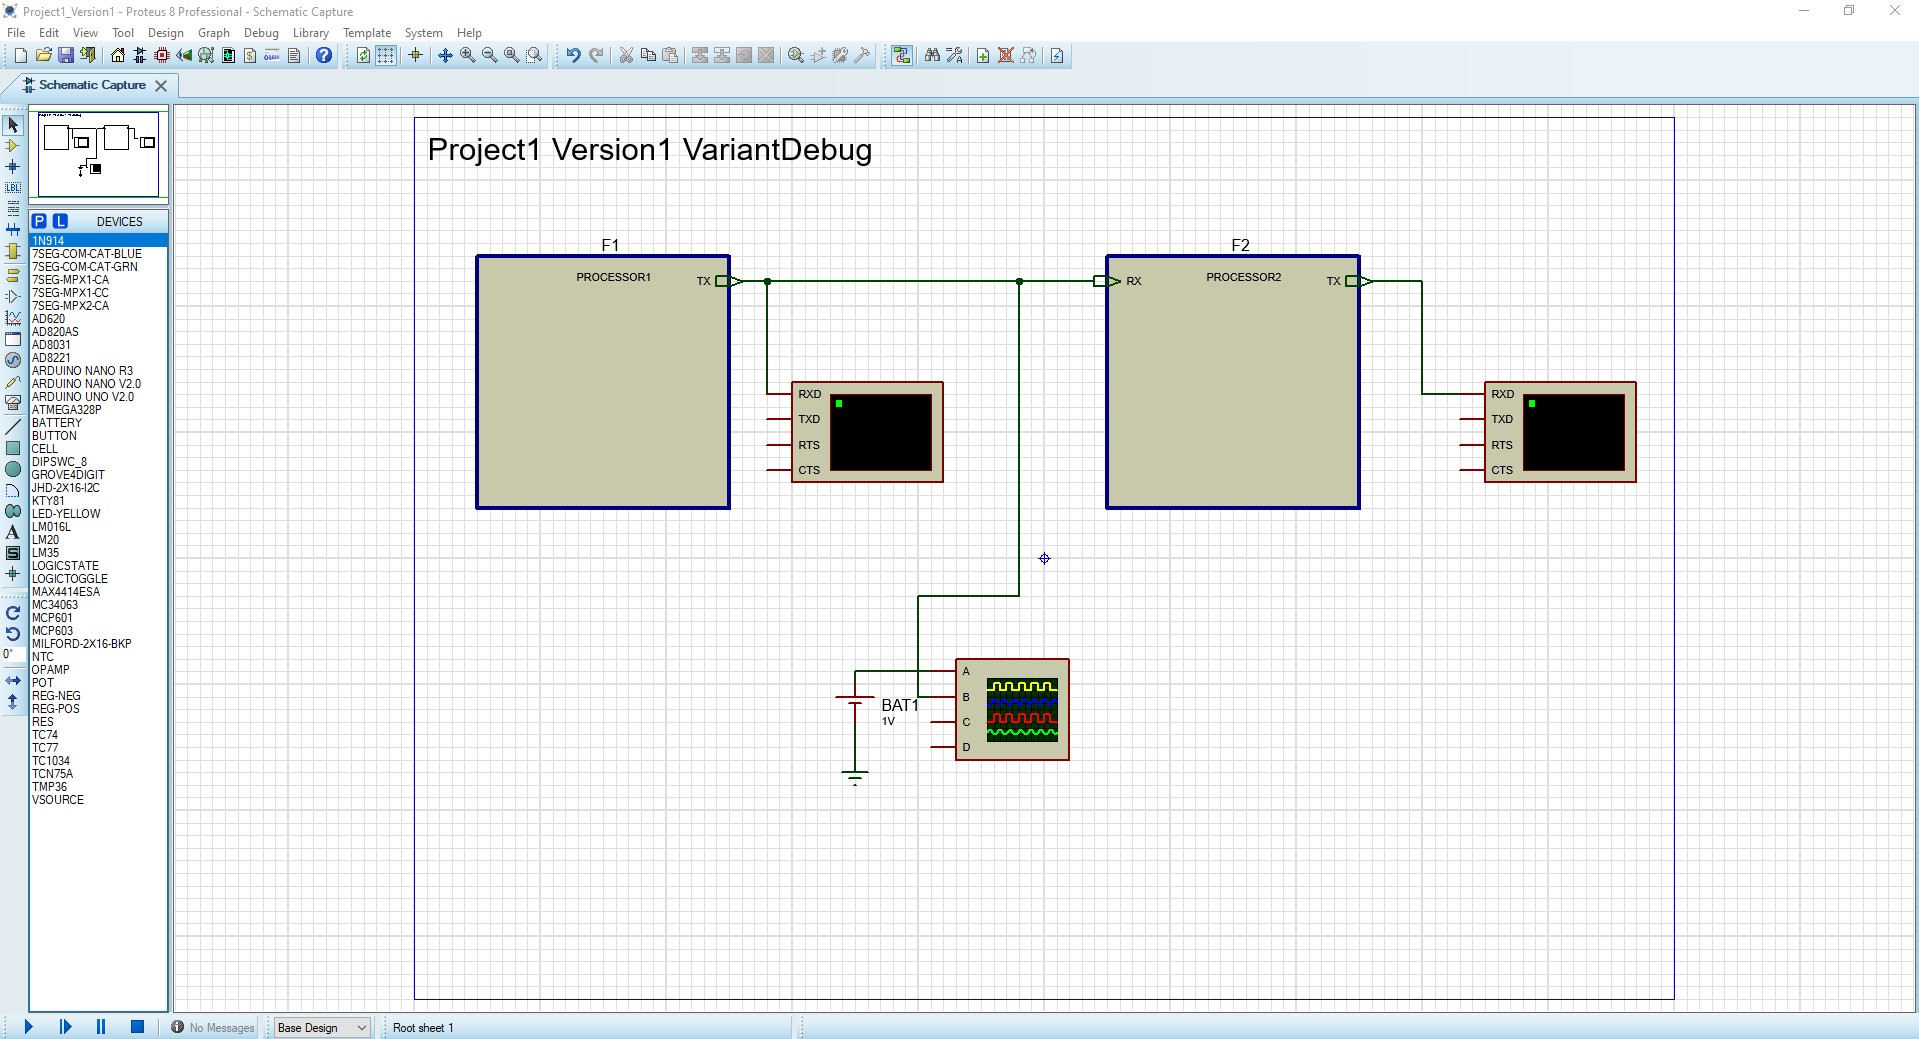 Project1_Version1 - Proteus 8 Professional - Schematic Capture
File Edit View Tool Design Graph Debug Library Template System Help
Schematic Capture
LBL
P L DEVICES
1N914
7SEG-COM-CAT-BLUE
7SEG-COM-CAT-GRN
7SEG-MPX1-CA
7SEG-MPX1-CC
7SEG-MPX2-CA
AD620
AD820AS
AD8031
AD8221
ARDUINO NANO R3
ARDUINO NANO V2.0
ARDUINO UNO V2.0
ATMEGA328P
BATTERY
BUTTON
CELL
DIPSWC_8
GROVE4DIGIT
JHD-2X16-I2C
KTY81
LED-YELLOW
LM016L
LM20
LM35
LOGICSTATE
LOGICTOGGLE
MAX4414ESA
MC34063
MCP601
MCP603
MILFORD-2X16-BKP
NTC
OPAMP
POT
REG-NEG
REG-POS
RES
TC74
TC77
TC1034
TCN75A
TMP36
VSOURCE
A
S
0°
Project1 Version1 VariantDebug
F1
PROCESSOR1
TX
F2
RX
PROCESSOR2
TX
RXD
TXD
RTS
CTS
RXD
TXD
RTS
CTS
BAT1
1V
A
B
C
D
No Messages
Base Design
Root sheet 1